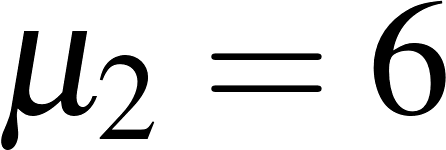 μ₂ = 6